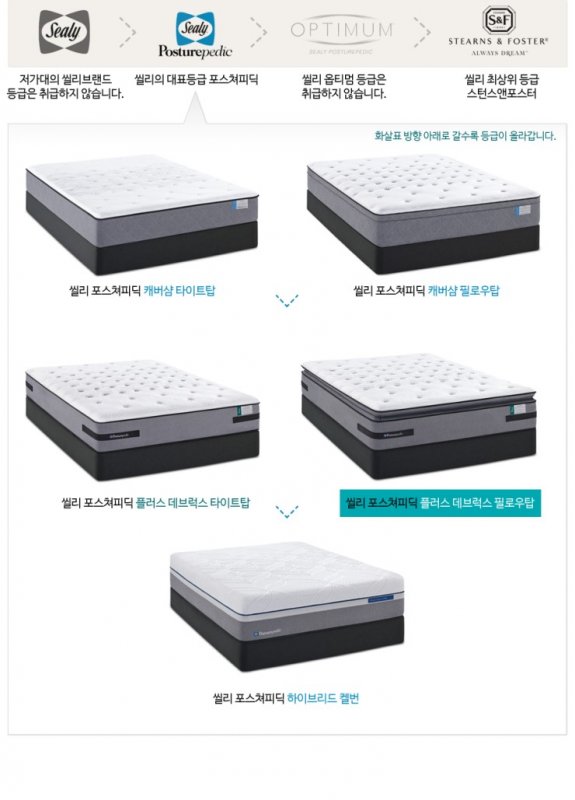 Sealy
Sealy
Posturepedic
OPTIMUM
SEALY POSTUREPEDIC
S&F
STEARNS & FOSTER®
ALWAYS DREAM™
저가대의 씰리브랜드
등급은 취급하지 않습니다.
씰리의 대표등급 포스쳐피딕
씰리 옵티멈 등급은
취급하지 않습니다.
씰리 최상위 등급
스턴스앤포스터
화살표 방향 아래로 갈수록 등급이 올라갑니다.
씰리 포스쳐피딕 캐버샴 타이트탑
씰리 포스쳐피딕 캐버샴 필로우탑
씰리 포스쳐피딕 플러스 데브럭스 타이트탑
씰리 포스쳐피딕 플러스 데브럭스 필로우탑
씰리 포스쳐피딕 하이브리드 켈번